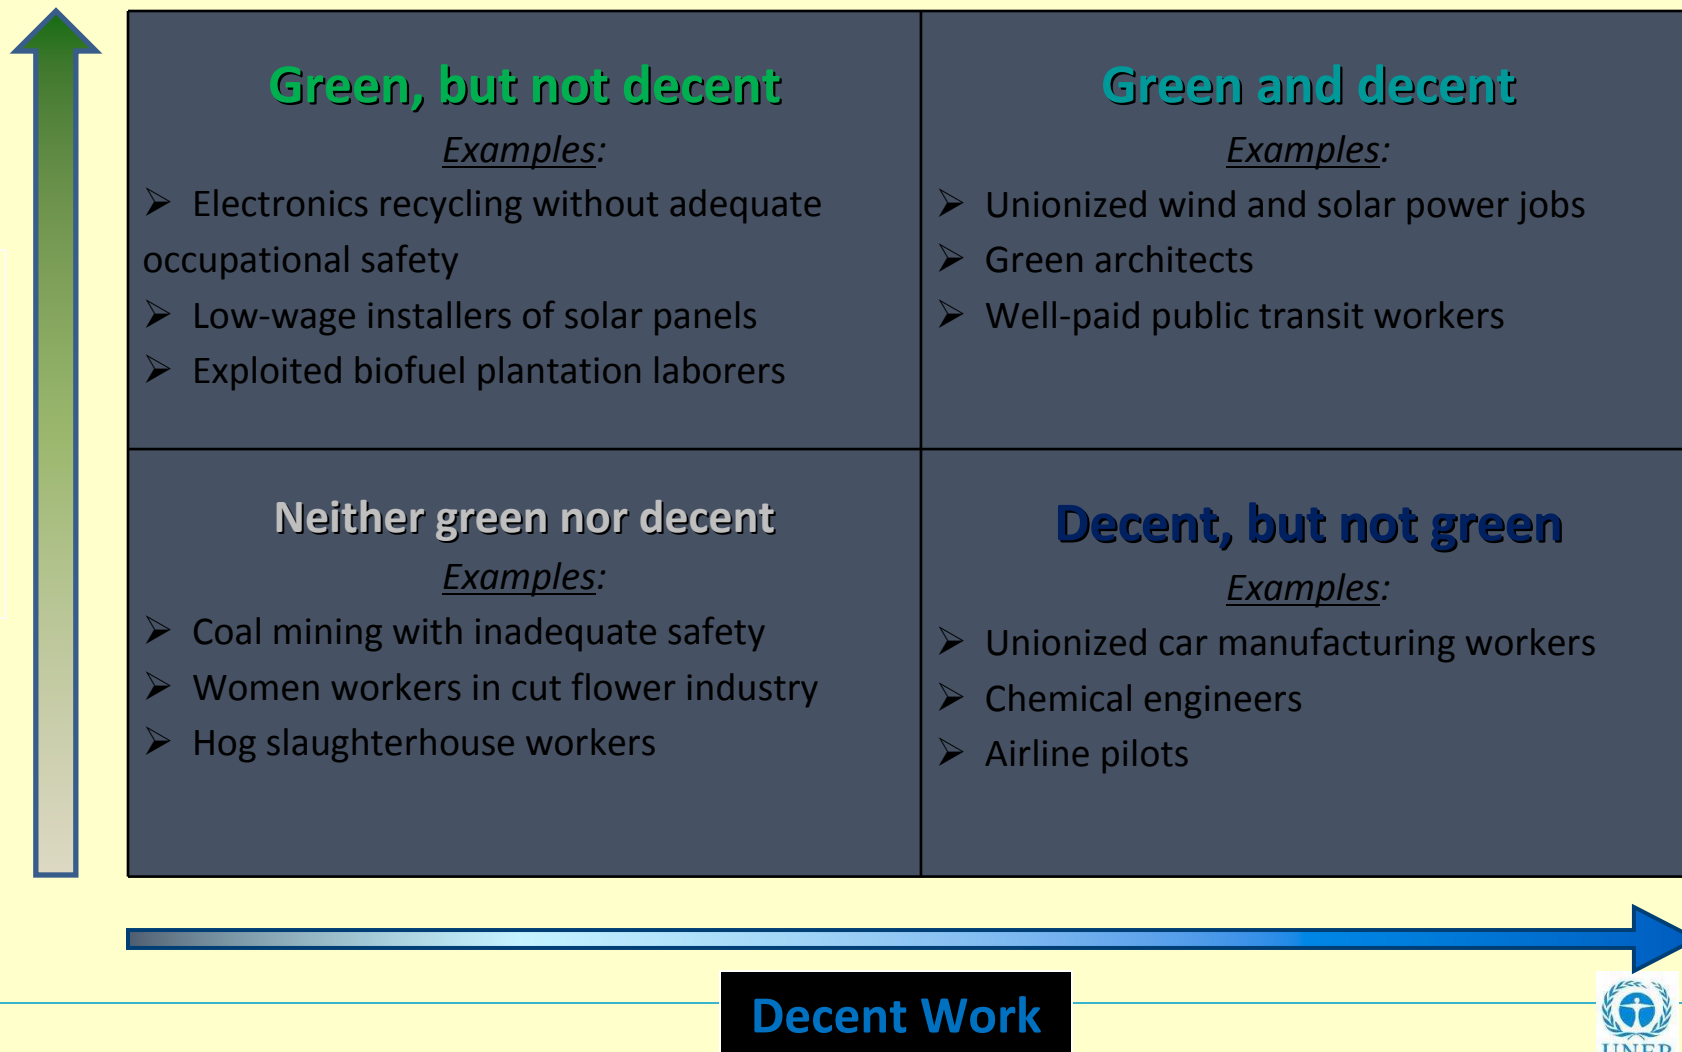 Green, but not decent
Examples:
➢ Electronics recycling without adequate
occupational safety
➢ Low-wage installers of solar panels
➢ Exploited biofuel plantation laborers
Green and decent
Examples:
➢ Unionized wind and solar power jobs
➢ Green architects
➢ Well-paid public transit workers
Neither green nor decent
Examples:
➢ Coal mining with inadequate safety
➢ Women workers in cut flower industry
➢ Hog slaughterhouse workers
Decent, but not green
Examples:
➢ Unionized car manufacturing workers
➢ Chemical engineers
➢ Airline pilots
Decent Work
UNEP